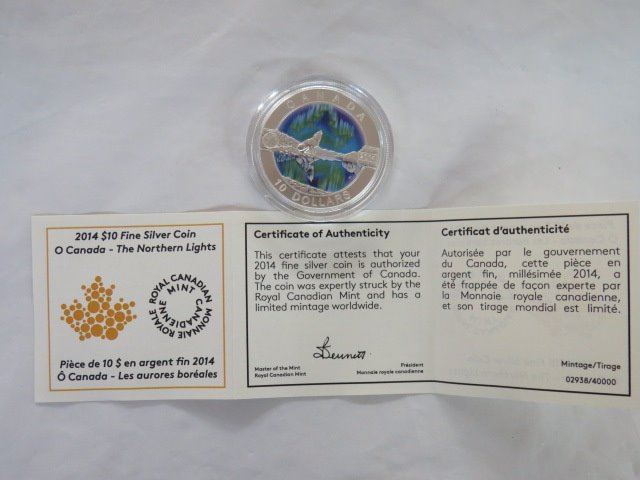 CANADA
10 DOLLARS
2014 $10 Fine Silver Coin
O Canada - The Northern Lights
ROYAL CANADIAN MINT
MONNAIE ROYALE CANADIENNE
Pièce de 10 $ en argent fin 2014
Ô Canada - Les aurores boréales
Certificate of Authenticity
This certificate attests that your
2014 fine silver coin is authorized
by the Government of Canada.
The coin was expertly struck by the
Royal Canadian Mint and has a
limited mintage worldwide.
Master of the Mint
Royal Canadian Mint
Président
Monnaie royale canadienne
Certificat d'authenticité
Autorisée par le gouvernement
du Canada, cette pièce en
argent fin, millésimée 2014, a
été frappée de façon experte par
la Monnaie royale canadienne,
et son tirage mondial est limité.
Mintage/Tirage
02938/40000